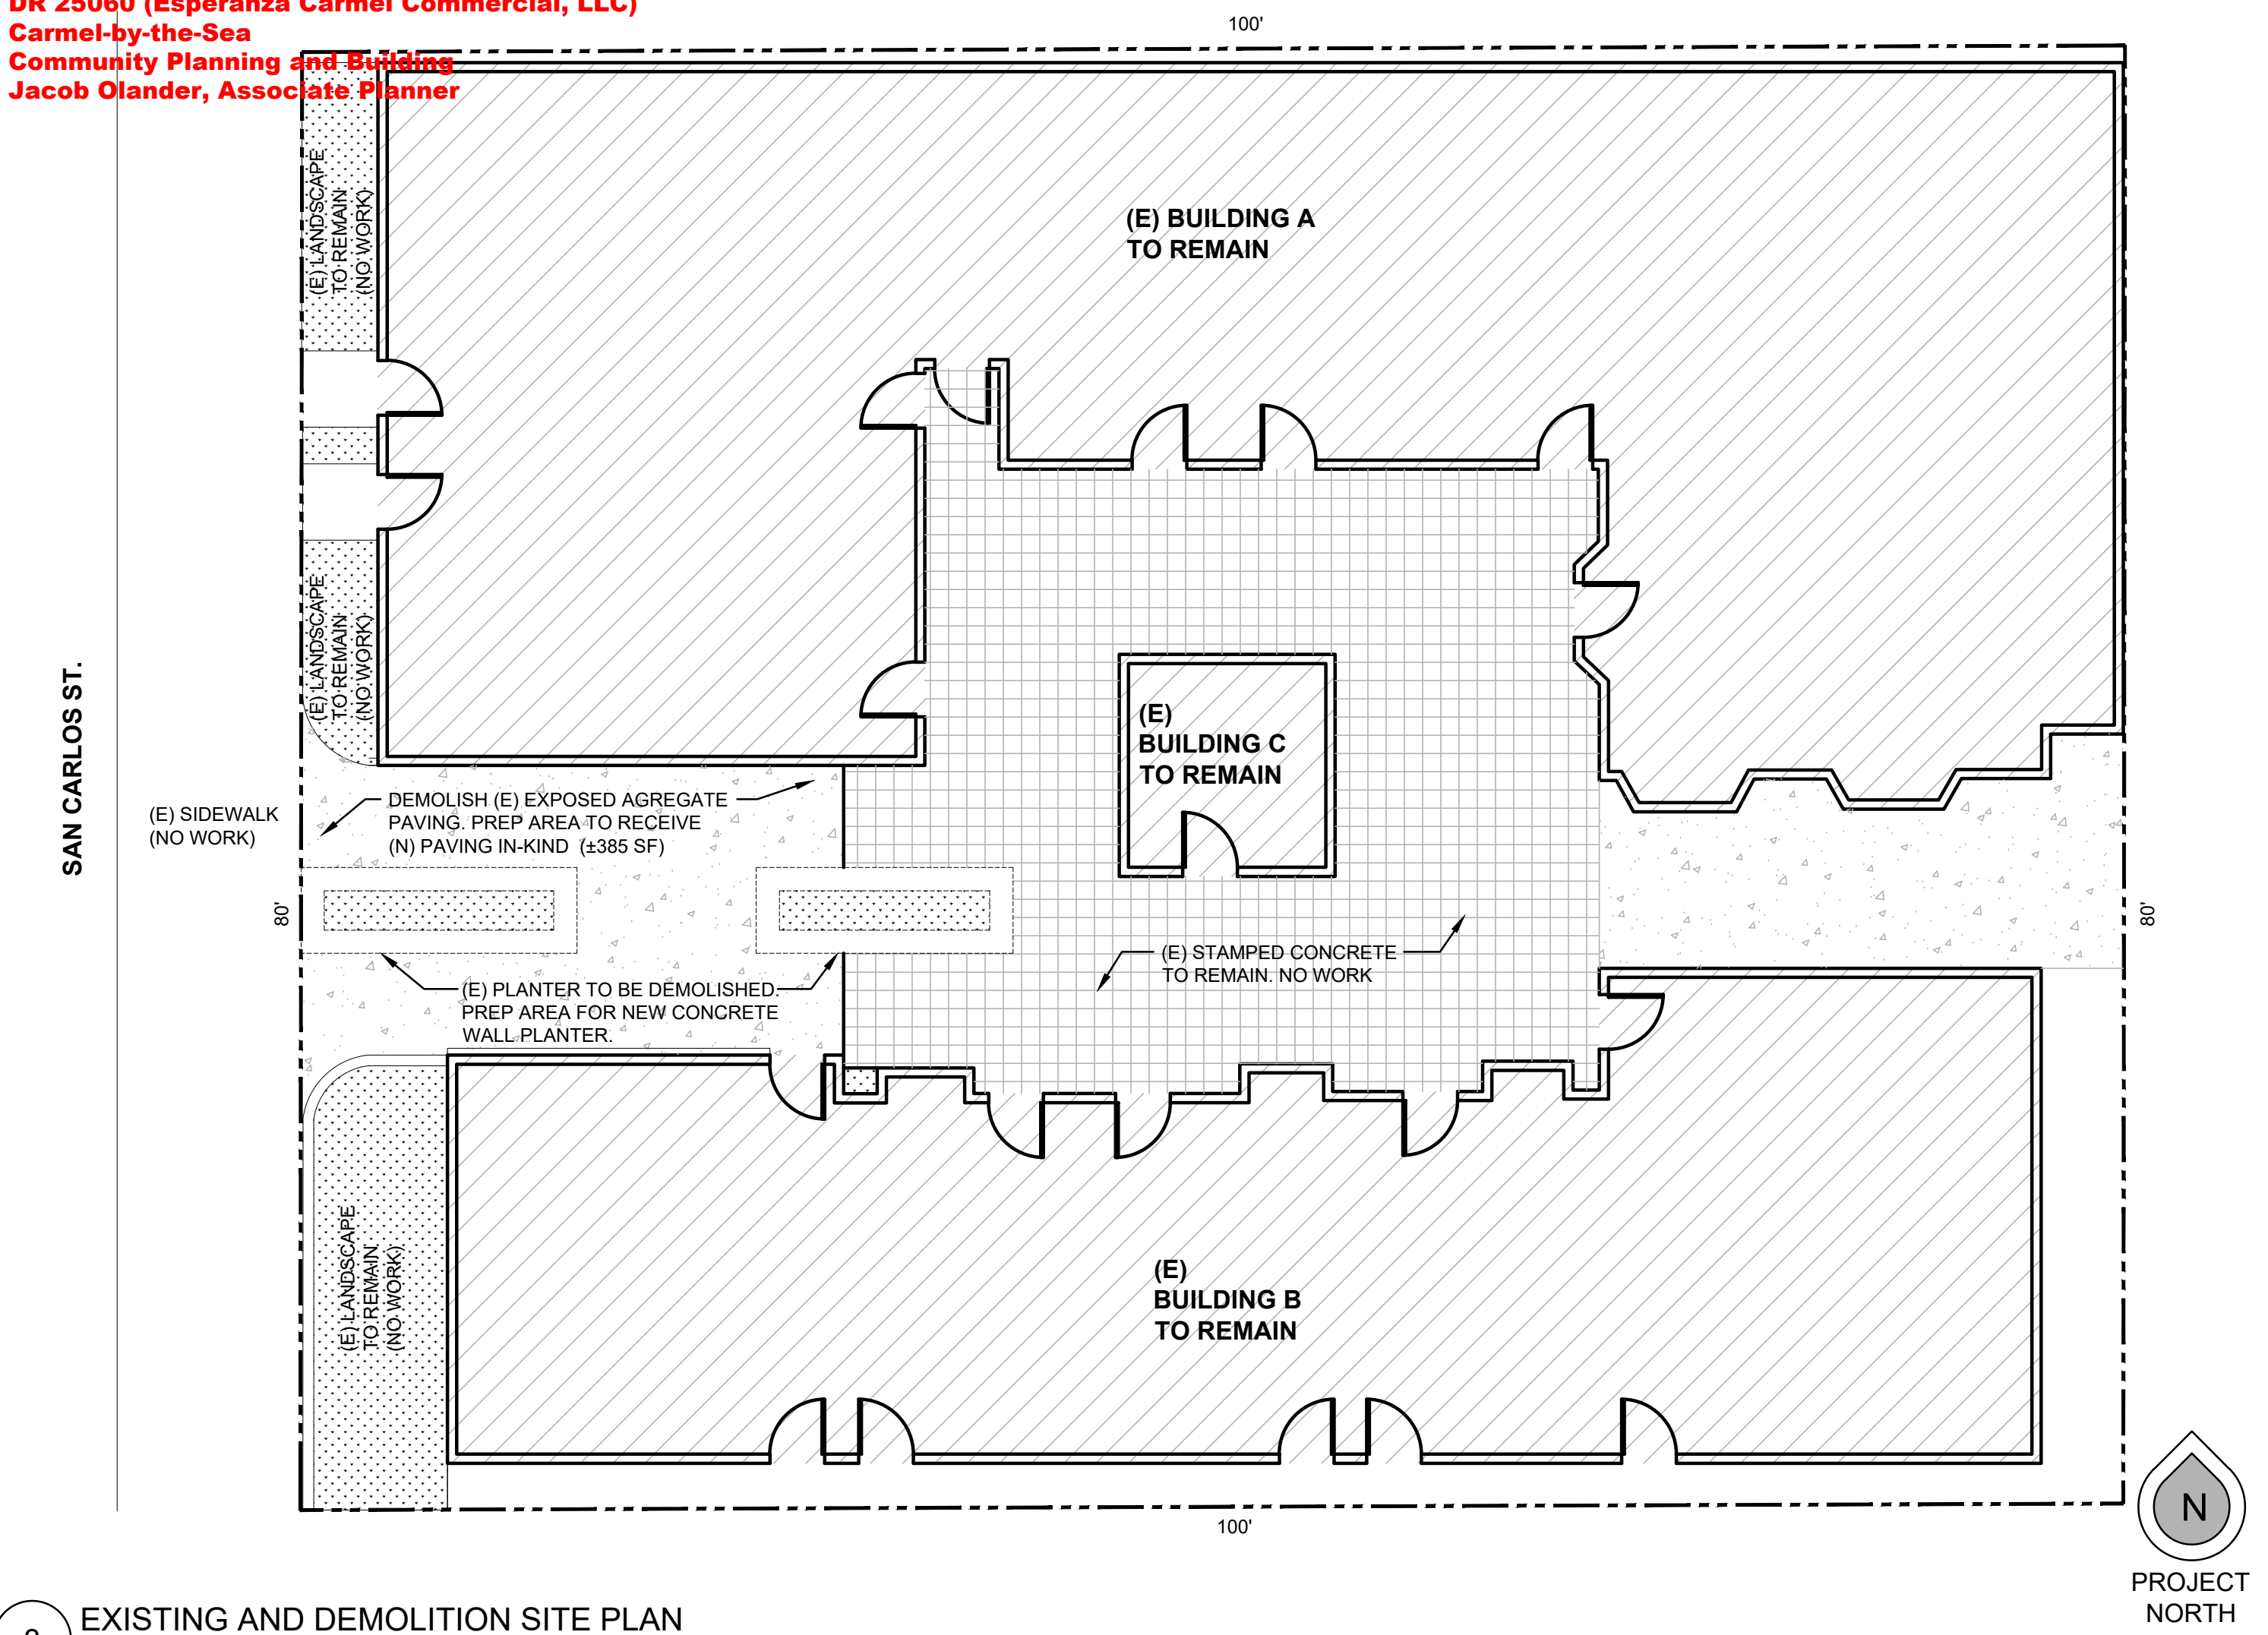 DR 25060 (Esperanza Carmel Commercial, LLC)
Carmel-by-the-Sea
Community Planning and Building
Jacob Olander, Associate Planner
100'
(E) LANDSCAPE
TO REMAIN
(NO WORK)
(E) BUILDING A
TO REMAIN
(E) LANDSCAPE
TO REMAIN
(NO WORK)
SAN CARLOS ST.
(E)
BUILDING C
TO REMAIN
(E) SIDEWALK
(NO WORK)
DEMOLISH (E) EXPOSED AGREGATE
PAVING. PREP AREA TO RECEIVE
(N) PAVING IN-KIND (±385 SF)
80'
80'
(E) STAMPED CONCRETE
TO REMAIN. NO WORK
(E) PLANTER TO BE DEMOLISHED.
PREP AREA FOR NEW CONCRETE
WALL PLANTER.
(E) LANDSCAPE
TO REMAIN
(NO WORK)
(E)
BUILDING B
TO REMAIN
100'
N
PROJECT
NORTH
EXISTING AND DEMOLITION SITE PLAN